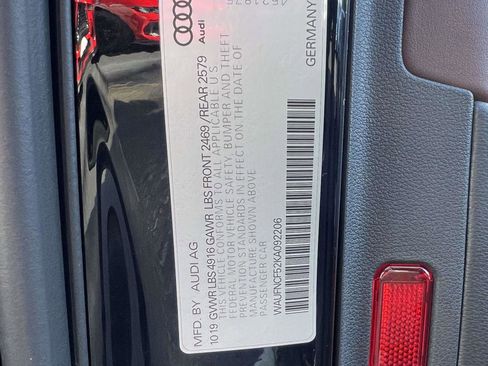 MFD. BY AUDI AG
1019 GVWR LBS 4916 GAWR LBS FRONT 2469 /REAR 2579
THIS VEHICLE CONFORMS TO ALL APPLICABLE U S
FEDERAL MOTOR VEHICLE SAFETY, BUMPER AND THEFT
PREVENTION STANDARDS IN EFFECT ON THE DATE OF
MANUFACTURE SHOWN ABOVE
PASSENGER CAR
WAUFNCF52KA092206
Audi
GERMANY